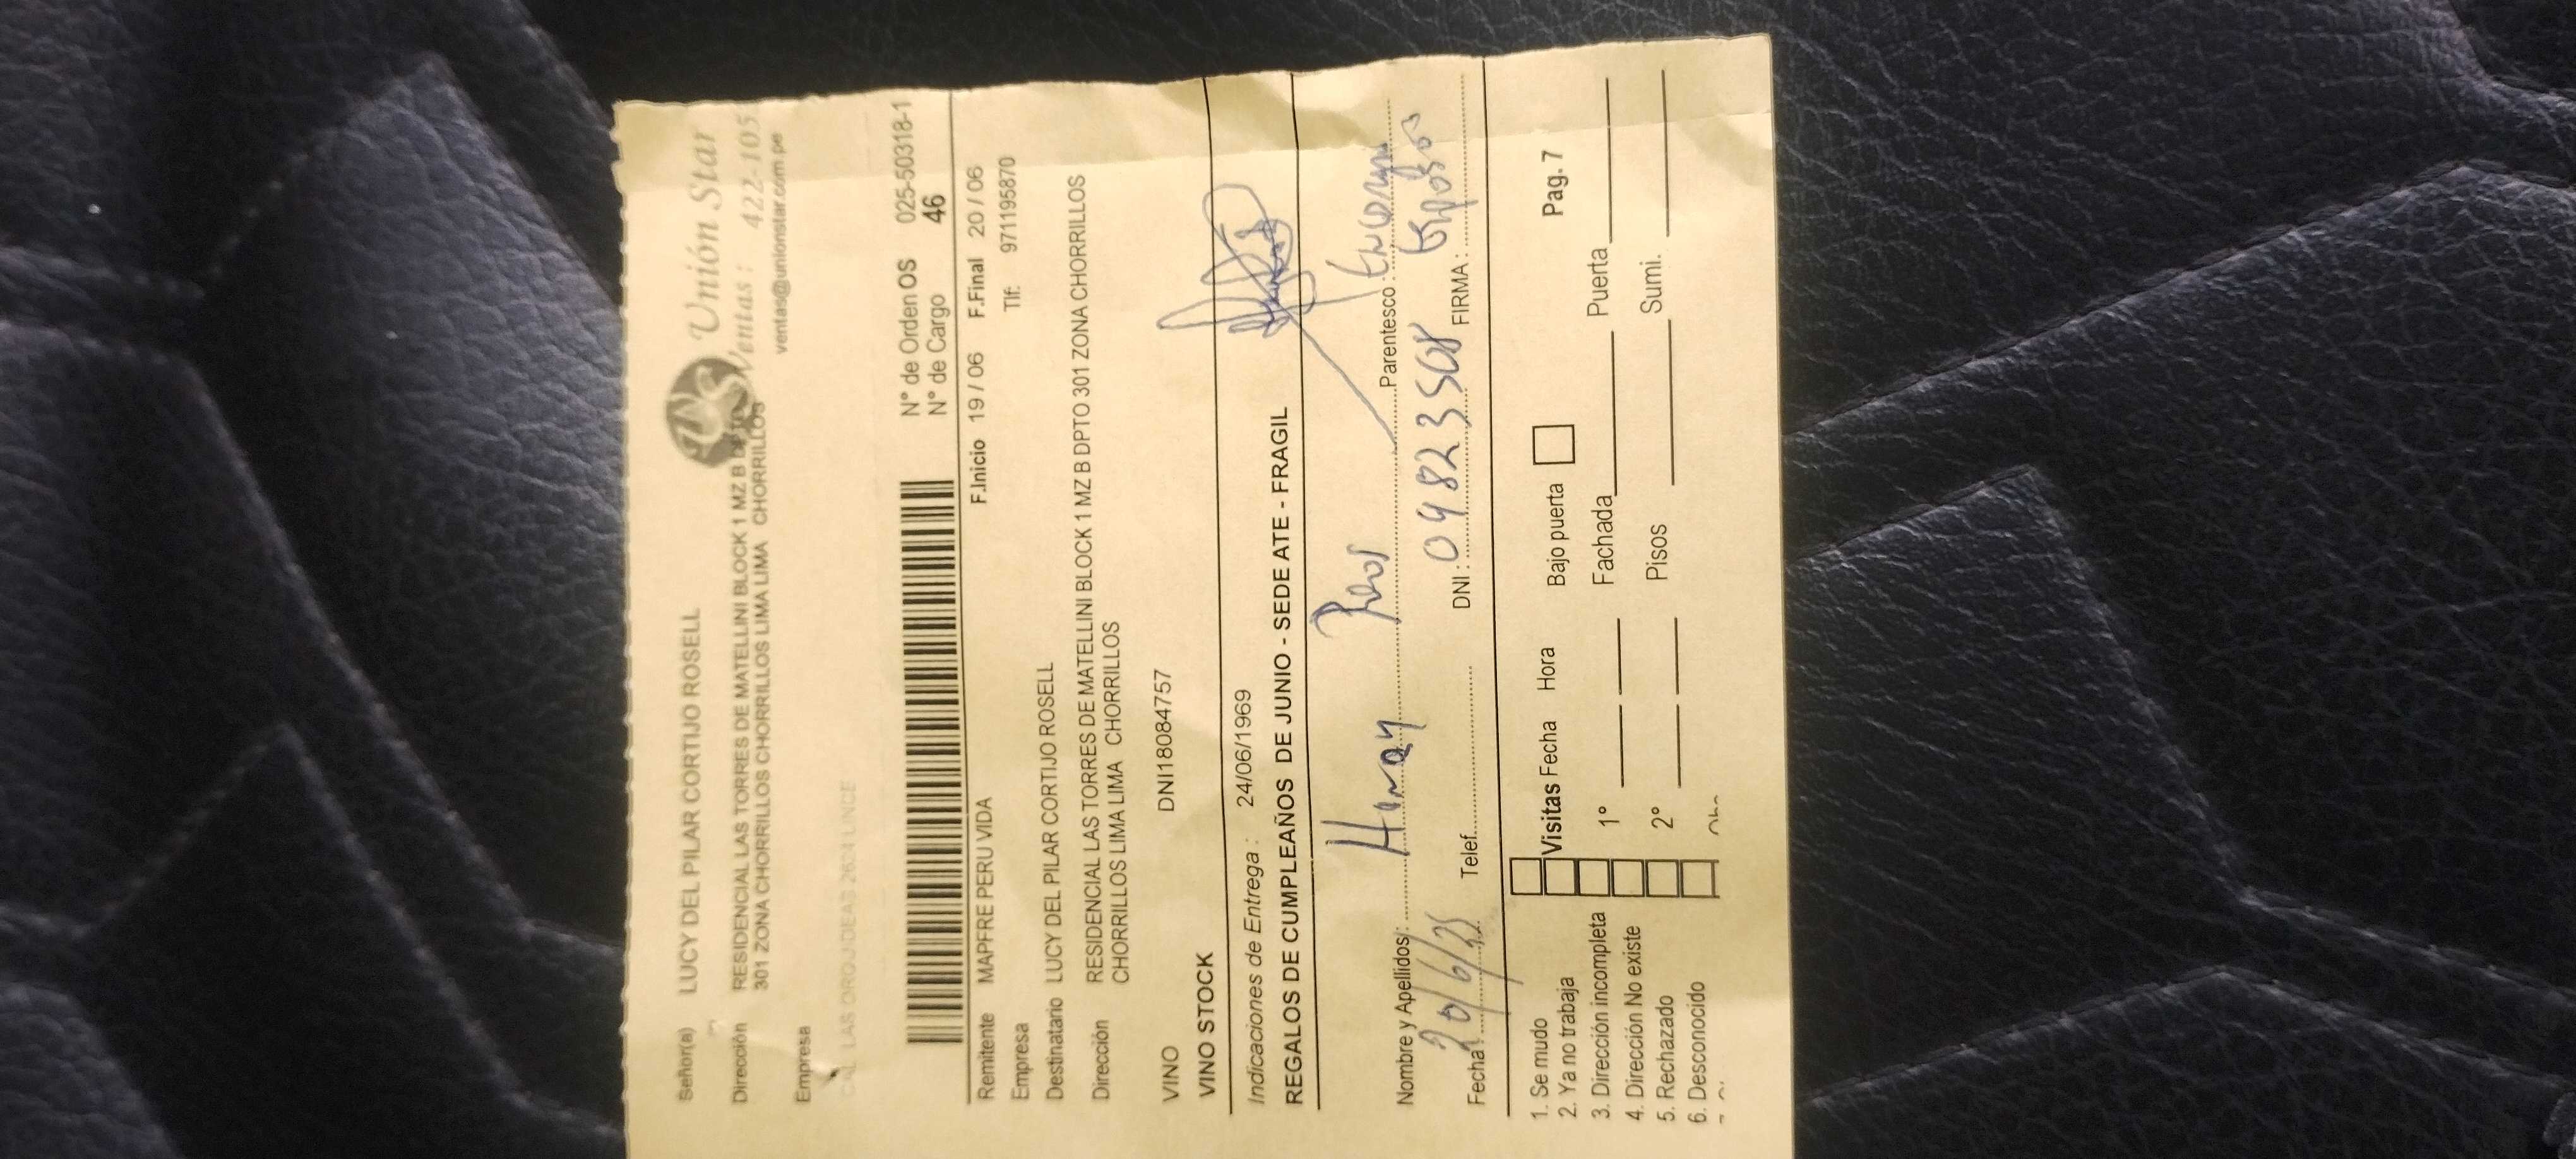 Señor(a) LUCY DEL PILAR CORTIJO ROSELL
Unión Star
Dirección RESIDENCIAL LAS TORRES DE MATELLINI BLOCK 1 MZ B DPTO
Ventas : 422-105
301 ZONA CHORRILLOS CHORRILLOS LIMA LIMA CHORRILLOS
ventas@unionstar.com.pe
Empresa
N° de Orden OS 025-50318-1
N° de Cargo 46
F.Inicio 19 / 06 F.Final 20 / 06
Remitente MAPFRE PERU VIDA
Tlf: 971195870
Empresa
Destinatario LUCY DEL PILAR CORTIJO ROSELL
Dirección RESIDENCIAL LAS TORRES DE MATELLINI BLOCK 1 MZ B DPTO 301 ZONA CHORRILLOS
CHORRILLOS LIMA LIMA CHORRILLOS
VINO DNI18084757
VINO STOCK
Indicaciones de Entrega : 24/06/1969
REGALOS DE CUMPLEAÑOS DE JUNIO - SEDE ATE - FRAGIL
Nombre y Apellidos: Parentesco :
Esposo
Fecha : 20/6/25 Telef. DNI : 09823508 FIRMA :
1. Se mudo
2. Ya no trabaja Visitas Fecha Hora Bajo puerta Pag. 7
3. Dirección incompleta 1° Fachada Puerta
4. Dirección No existe
5. Rechazado 2° Pisos Sumi.
6. Desconocido